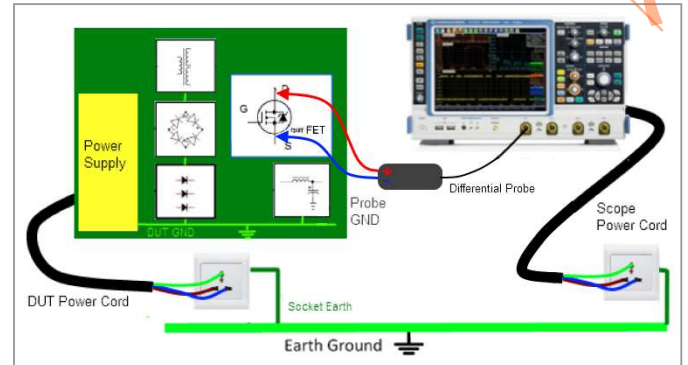 D
G
FET
S
Power
Supply
+
-
Differential Probe
Probe
GND
DUT GND
Scope
Power Cord
DUT Power Cord
Socket Earth
Earth Ground